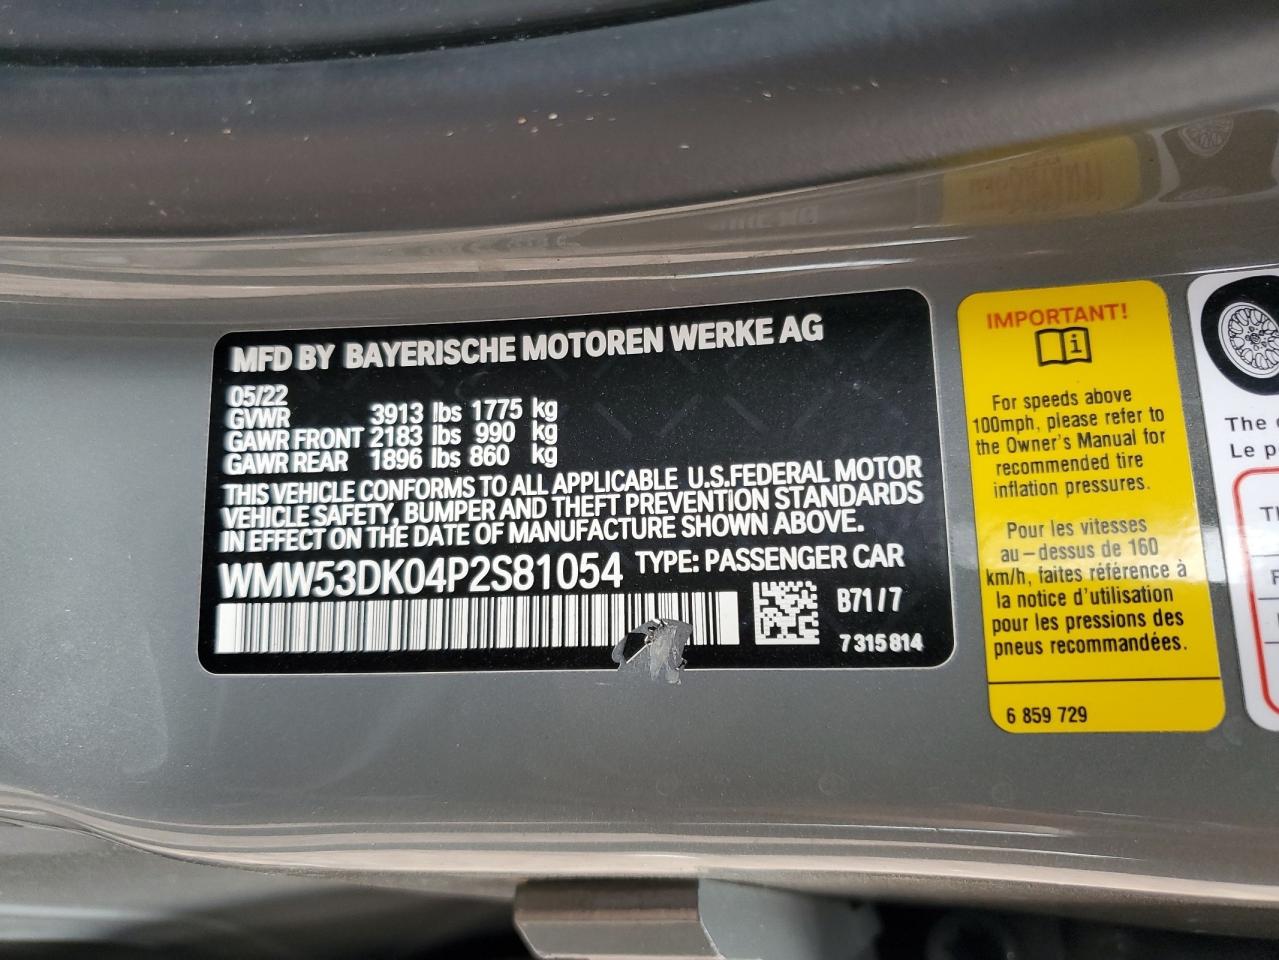 MFD BY BAYERISCHE MOTOREN WERKE AG
05/22
GVWR 3913 lbs 1775 kg
GAWR FRONT 2183 lbs 990 kg
GAWR REAR 1896 lbs 860 kg
THIS VEHICLE CONFORMS TO ALL APPLICABLE U.S.FEDERAL MOTOR
VEHICLE SAFETY, BUMPER AND THEFT PREVENTION STANDARDS
IN EFFECT ON THE DATE OF MANUFACTURE SHOWN ABOVE.
WMW53DK04P2S81054 TYPE: PASSENGER CAR
B71/7
7 315 814
IMPORTANT!
i
For speeds above
100mph, please refer to
the Owner's Manual for
recommended tire
inflation pressures.
Pour les vitesses
au-dessus de 160
km/h, faites référence à
la notice d'utilisation
pour les pressions des
pneus recommandées.
6 859 729
The
Le